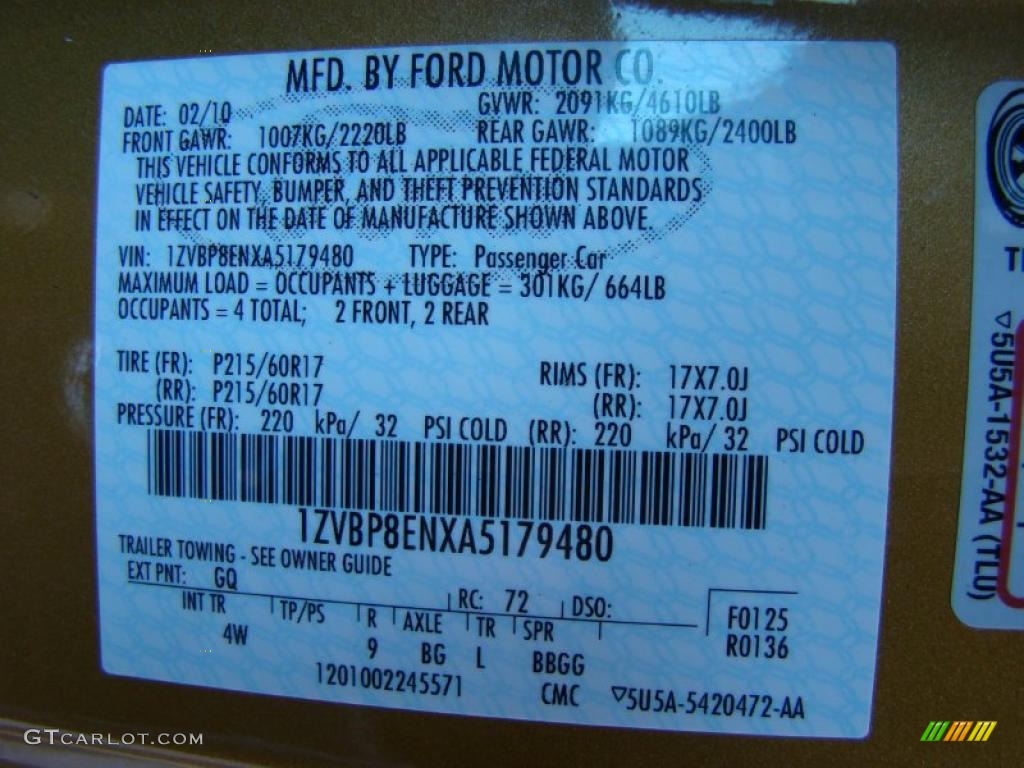 MFD. BY FORD MOTOR CO.
DATE: 02/10 GVWR: 2091KG/4610LB
FRONT GAWR: 1007KG/2220LB REAR GAWR: 1089KG/2400LB
THIS VEHICLE CONFORMS TO ALL APPLICABLE FEDERAL MOTOR
VEHICLE SAFETY, BUMPER, AND THEFT PREVENTION STANDARDS
IN EFFECT ON THE DATE OF MANUFACTURE SHOWN ABOVE.
VIN: 1ZVBP8ENXA5179480 TYPE: Passenger Car
MAXIMUM LOAD = OCCUPANTS + LUGGAGE = 301KG/ 664LB
OCCUPANTS = 4 TOTAL; 2 FRONT, 2 REAR
TIRE (FR): P215/60R17 RIMS (FR): 17X7.0J
(RR): P215/60R17 (RR): 17X7.0J
PRESSURE (FR): 220 kPa/ 32 PSI COLD (RR): 220 kPa/ 32 PSI COLD
1ZVBP8ENXA5179480
TRAILER TOWING - SEE OWNER GUIDE
EXT PNT: GQ RC: 72 DSO:
INT TR TP/PS R AXLE TR SPR F0125
4W 9 BG L BBGG R0136
1201002245571 CMC ▽5U5A-5420472-AA
▽5U5A-1532-AA (TLU)
GTCARLOT.COM